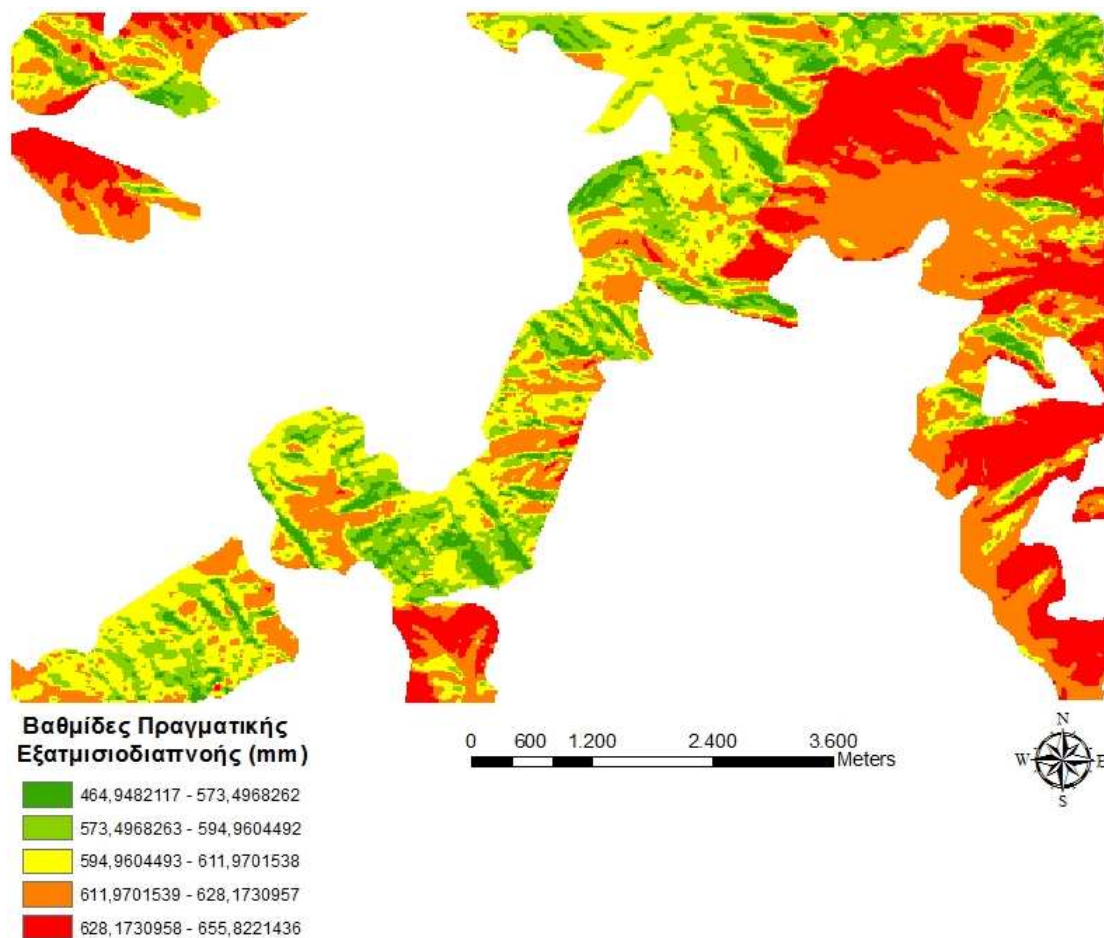 Βαθμίδες Πραγματικής
Εξατμισιοδιαπνοής (mm)
464,9482117 - 573,4968262
573,4968263 - 594,9604492
594,9604493 - 611,9701538
611,9701539 - 628,1730957
628,1730958 - 655,8221436
0 600 1.200 2.400 3.600
Meters
N
W E
S